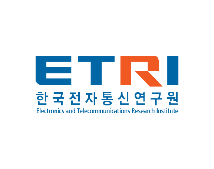 ETRI
한국전자통신연구원
Electronics and Telecommunications Research Institute